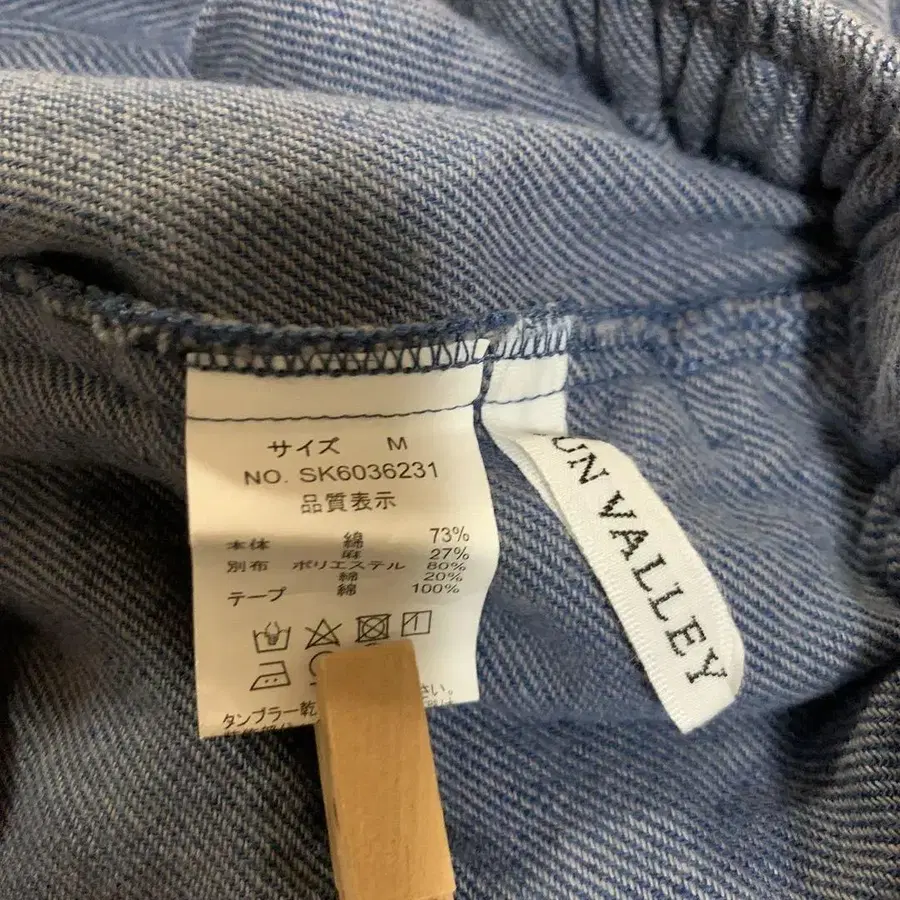 サイズ M
NO. SK6036231
品質表示
本体 綿 73%
麻 27%
別布 ポリエステル 80%
綿 20%
テープ 綿 100%
タンブラー乾
さい。
UN VALLEY